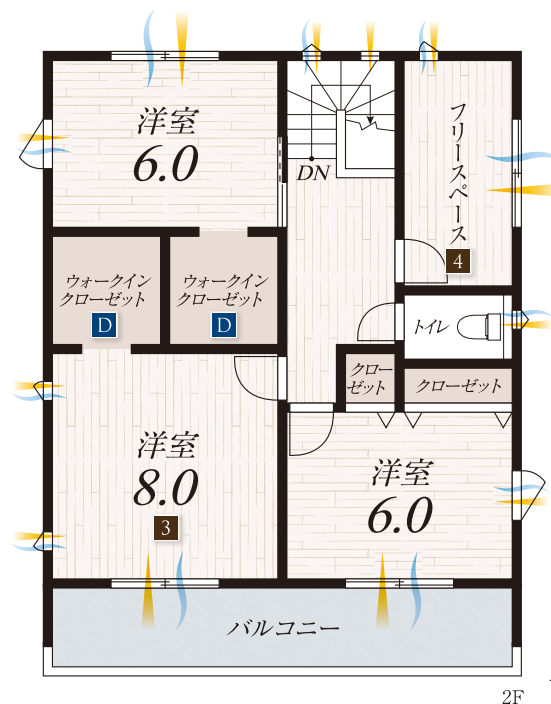 洋室
6.0
DN
フリースペース
4
ウォークイン
クローゼット
D
ウォークイン
クローゼット
D
トイレ
クロー
ゼット
クローゼット
洋室
8.0
3
洋室
6.0
バルコニー
2F